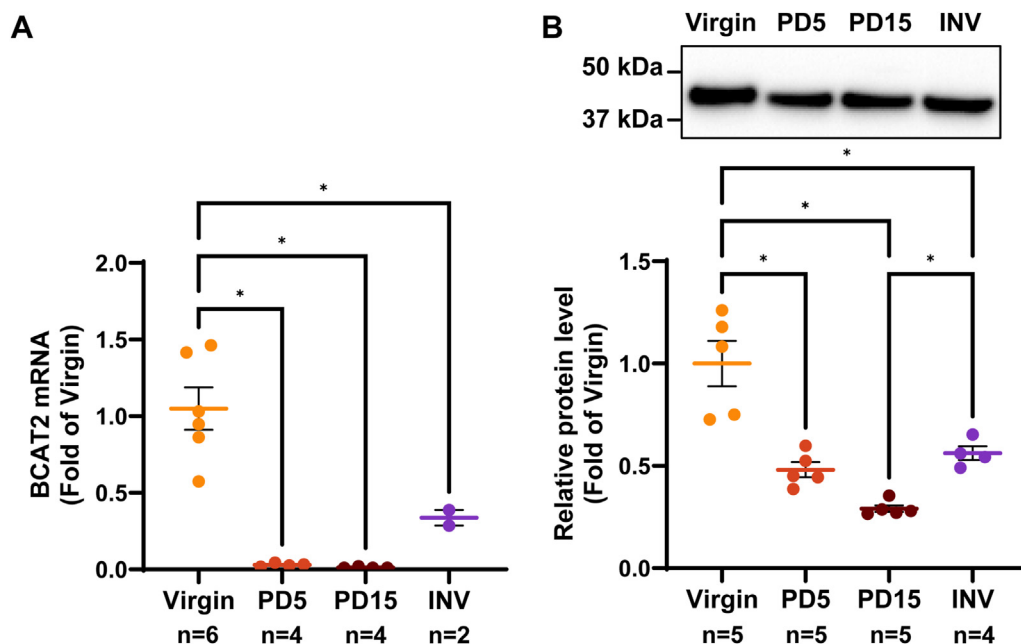 A
BCAT2 mRNA
(Fold of Virgin)
2.0
1.5
1.0
0.5
0.0
*
*
*
Virgin PD5 PD15 INV
n=6 n=4 n=4 n=2
B
Virgin PD5 PD15 INV
50 kDa
37 kDa
Relative protein level
(Fold of Virgin)
1.5
1.0
0.5
0.0
*
*
*
*
Virgin PD5 PD15 INV
n=5 n=5 n=5 n=4